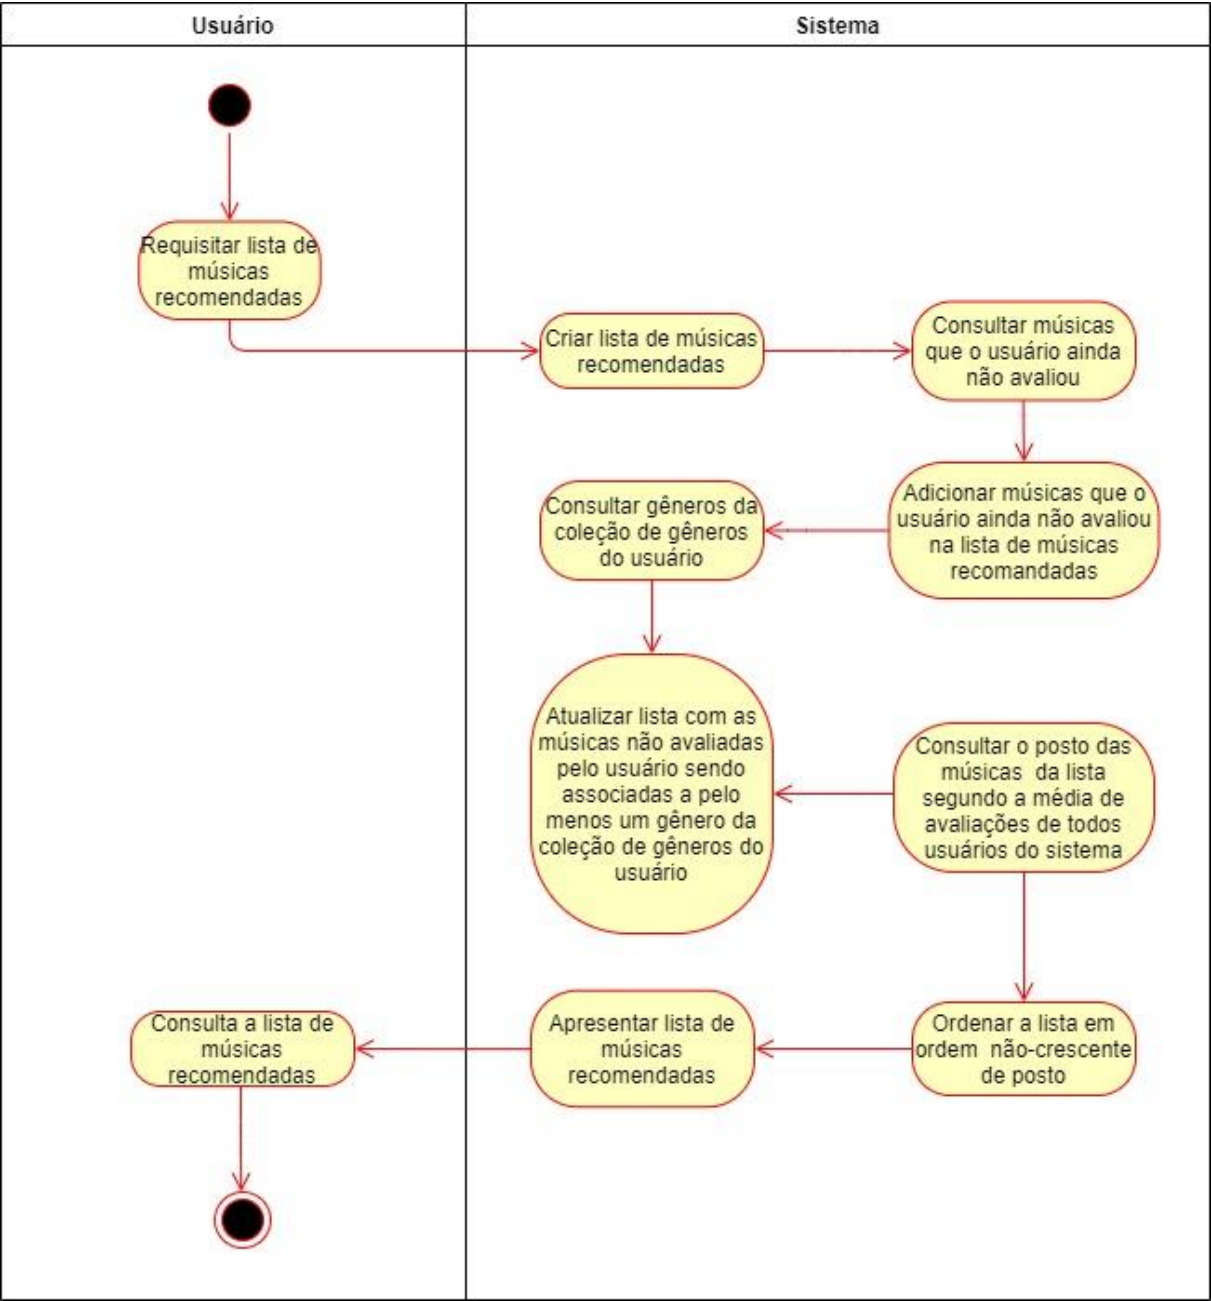 Usuário
Sistema
Requisitar lista de
músicas
recomendadas
Criar lista de músicas
recomendadas
Consultar músicas
que o usuário ainda
não avaliou
Adicionar músicas que o
usuário ainda não avaliou
na lista de músicas
recomandadas
Consultar gêneros da
coleção de gêneros
do usuário
Atualizar lista com as
músicas não avaliadas
pelo usuário sendo
associadas a pelo
menos um gênero da
coleção de gêneros do
usuário
Consultar o posto das
músicas da lista
segundo a média de
avaliações de todos
usuários do sistema
Ordenar a lista em
ordem não-crescente
de posto
Apresentar lista de
músicas
recomendadas
Consulta a lista de
músicas
recomendadas